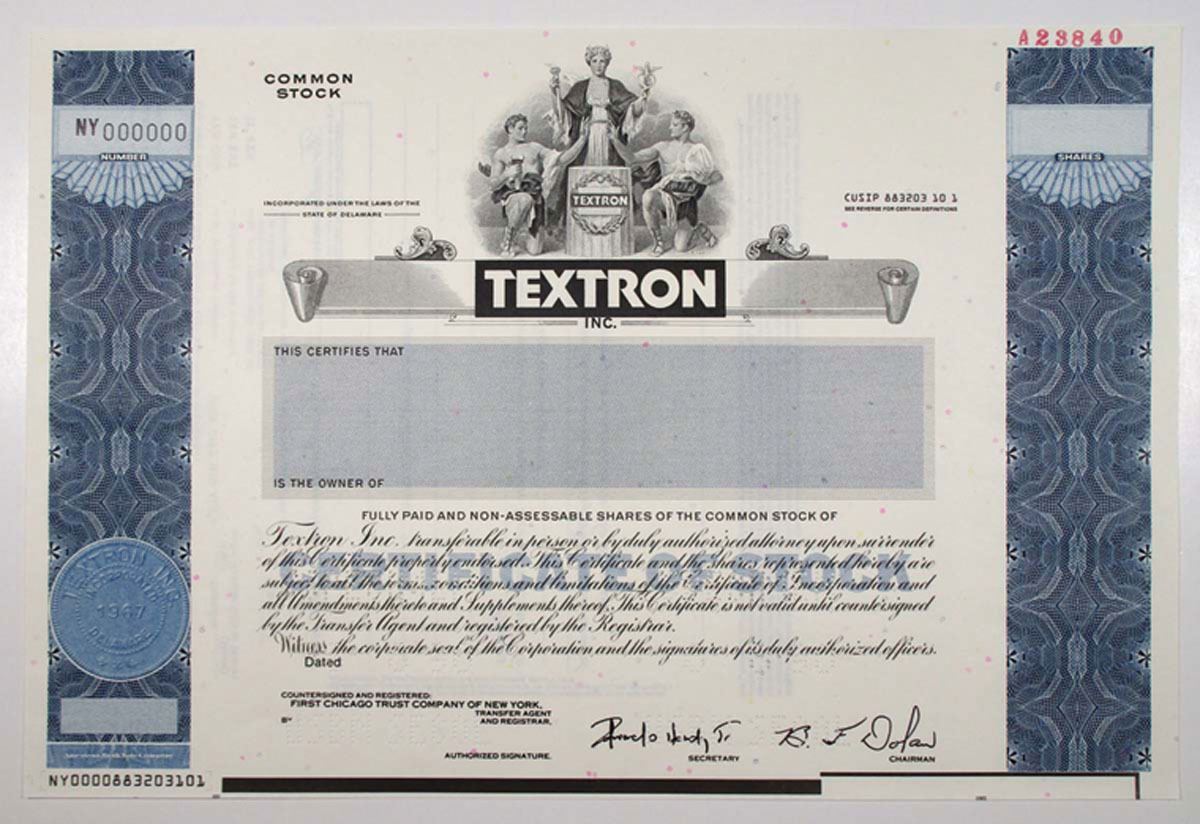 A23840
COMMON
STOCK
NY000000
NUMBER
SHARES
TEXTRON
INCORPORATED UNDER THE LAWS OF THE
STATE OF DELAWARE
CUSIP 883203 10 1
SEE REVERSE FOR CERTAIN DEFINITIONS
TEXTRON
INC.
THIS CERTIFIES THAT
IS THE OWNER OF
FULLY PAID AND NON-ASSESSABLE SHARES OF THE COMMON STOCK OF
Textron Inc. transferable in person or by duly authorized attorney upon surrender
of this Certificate properly endorsed. This Certificate and the shares represented hereby are
subject to all the terms, conditions and limitations of the Certificate of Incorporation and
all Amendments thereto and Supplements thereof. This Certificate is not valid until countersigned
by the Transfer Agent and registered by the Registrar.
Witness the corporate seal of the Corporation and the signatures of its duly authorized officers.
Dated
CERTIFICATE OF STOCK
TEXTRON INC.
1967
DELAWARE
COUNTERSIGNED AND REGISTERED:
FIRST CHICAGO TRUST COMPANY OF NEW YORK,
TRANSFER AGENT
AND REGISTRAR.
BY
AUTHORIZED SIGNATURE.
SECRETARY
B. F. Dolan
CHAIRMAN
NY0000883203101